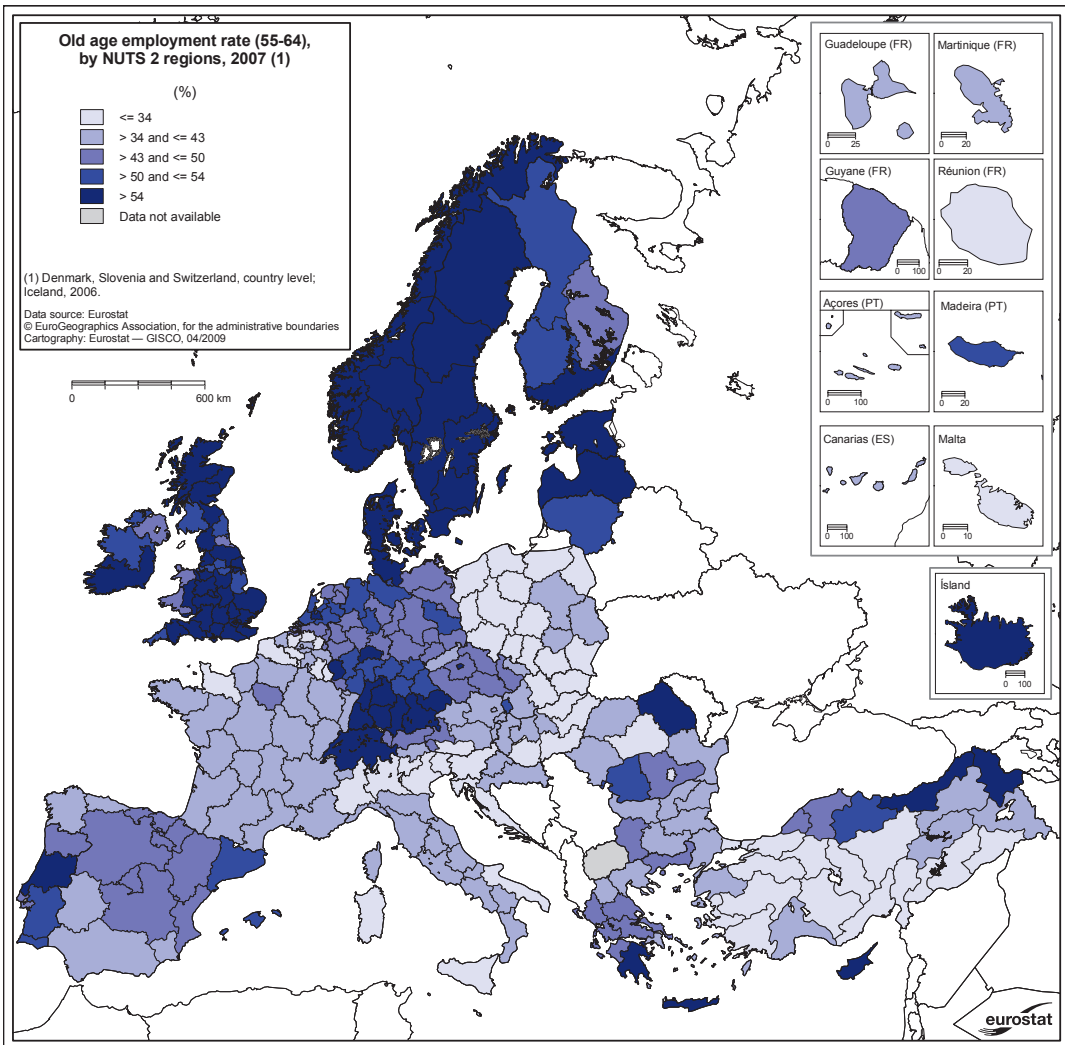 Old age employment rate (55-64),
by NUTS 2 regions, 2007 (1)
(%)
<= 34
> 34 and <= 43
> 43 and <= 50
> 50 and <= 54
> 54
Data not available
(1) Denmark, Slovenia and Switzerland, country level;
Iceland, 2006.
Data source: Eurostat
© EuroGeographics Association, for the administrative boundaries
Cartography: Eurostat — GISCO, 04/2009
0 600 km
Guadeloupe (FR)
0 25
Martinique (FR)
0 20
Guyane (FR)
0 100
Réunion (FR)
0 20
Açores (PT)
0 100
Madeira (PT)
0 20
Canarias (ES)
0 100
Malta
0 10
Ísland
0 100
eurostat